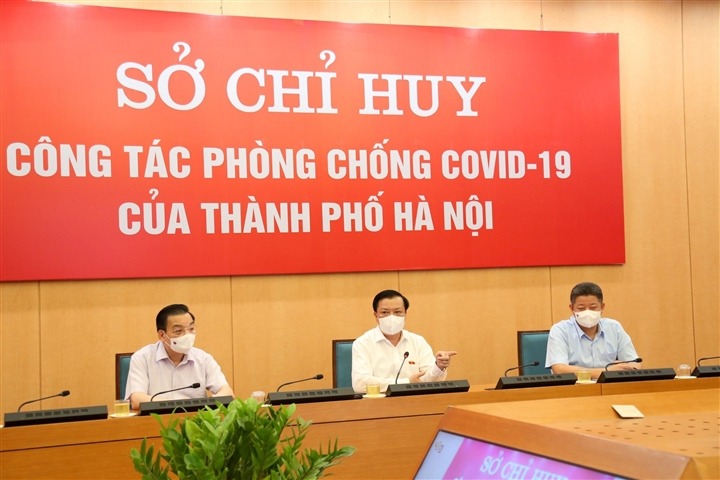 SỞ CHỈ HUY
CÔNG TÁC PHÒNG CHỐNG COVID-19
CỦA THÀNH PHỐ HÀ NỘI
SỞ CHỈ HUY